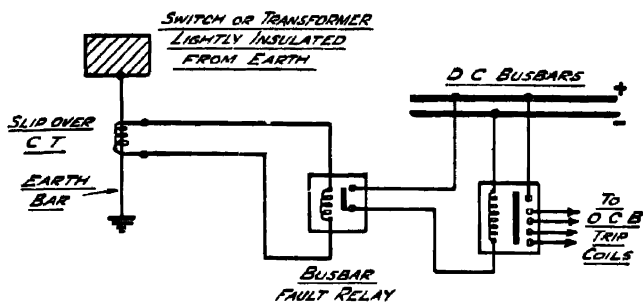 SWITCH OR TRANSFORMER
LIGHTLY INSULATED
FROM EARTH
D C BUSBARS
+
-
SLIP OVER
C T
EARTH
BAR
TO
O C B
TRIP
COILS
BUSBAR
FAULT RELAY